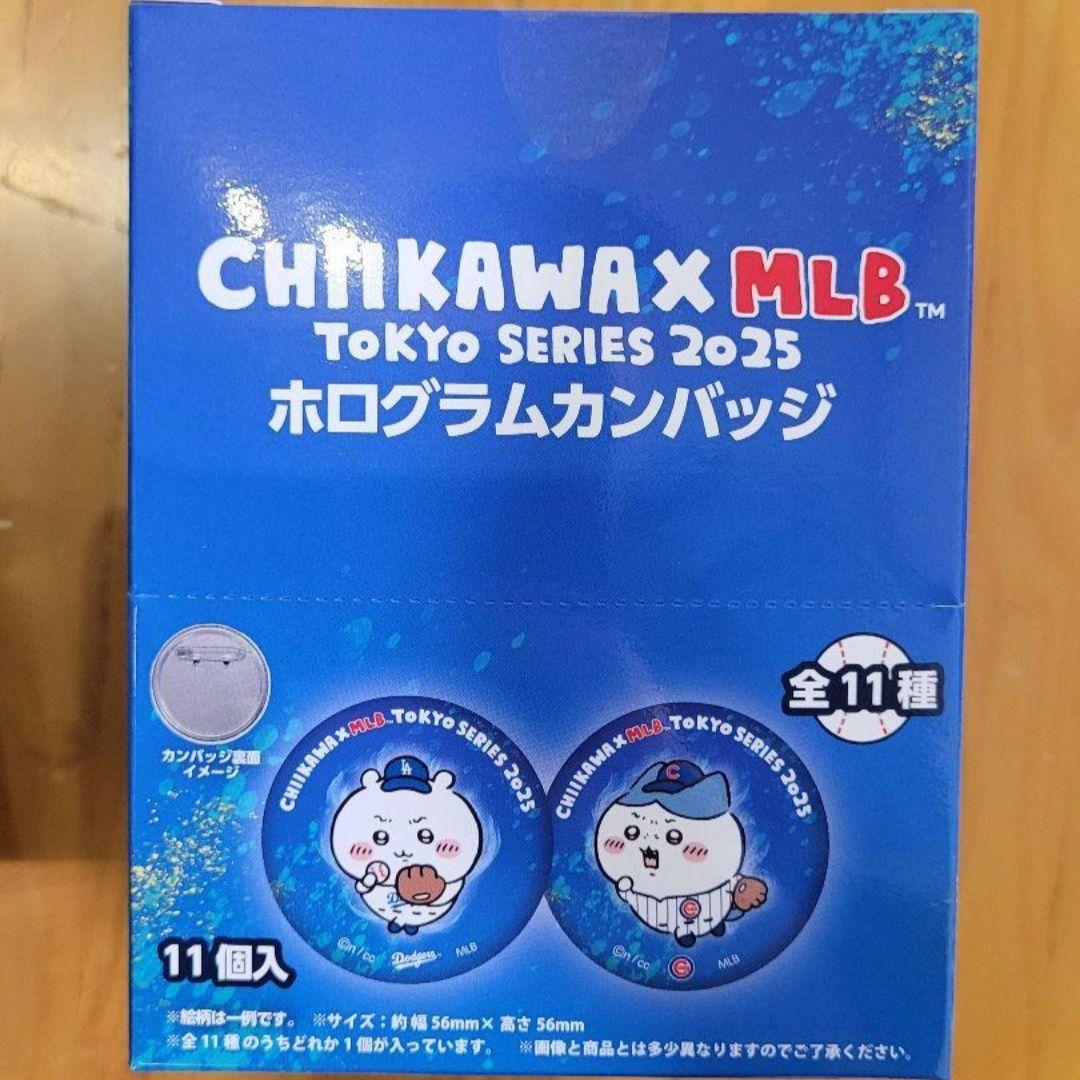 CHIIKAWA X MLB™
TOKYO SERIES 2025
ホログラムカンバッジ
全11種
カンバッジ裏面
イメージ
CHIIKAWA X MLB™ TOKYO SERIES 2025
LA
©n/cc Dodgers MLB
CHIIKAWA X MLB™ TOKYO SERIES 2025
C
©n/cc C MLB
11個入
※絵柄は一例です。 ※サイズ：約幅56mm×高さ56mm
※全11種のうちどれか1個が入っています。 ※画像と商品とは多少異なりますのでご了承ください。